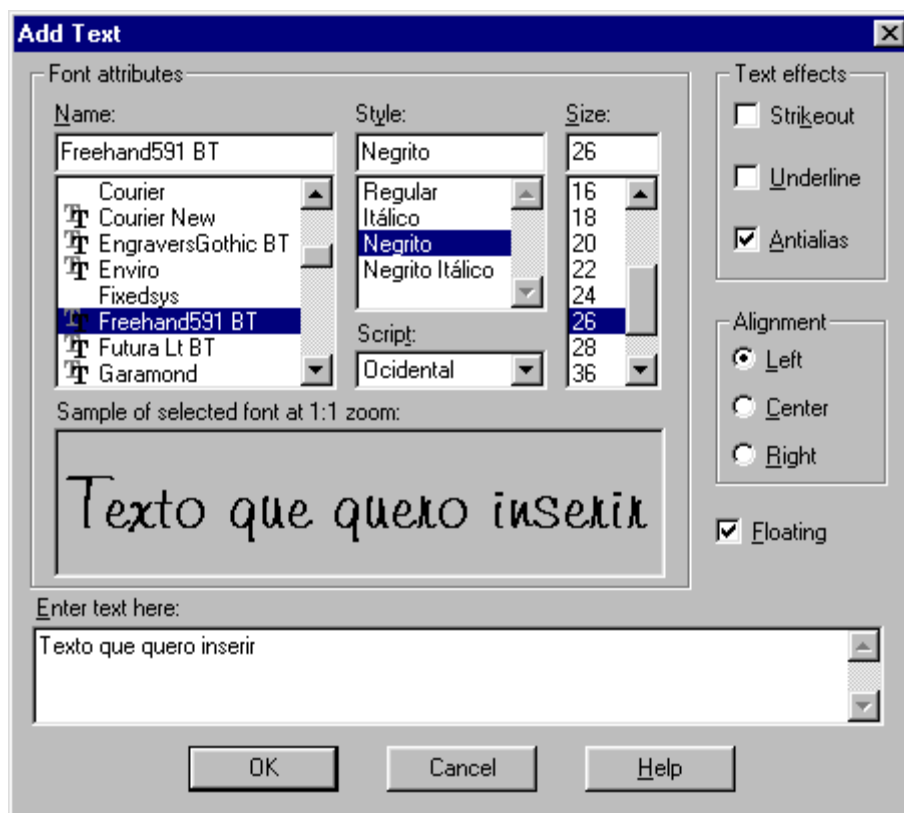 Add Text
Font attributes
Name:
Freehand591 BT
Courier
Courier New
EngraversGothic BT
Enviro
Fixedsys
Freehand591 BT
Futura Lt BT
Garamond
Style:
Negrito
Regular
Itálico
Negrito
Negrito Itálico
Script:
Ocidental
Size:
26
16
18
20
22
24
26
28
36
Sample of selected font at 1:1 zoom:
Texto que quero inserir
Text effects
Strikeout
Underline
Antialias
Alignment
Left
Center
Right
Floating
Enter text here:
Texto que quero inserir
OK
Cancel
Help